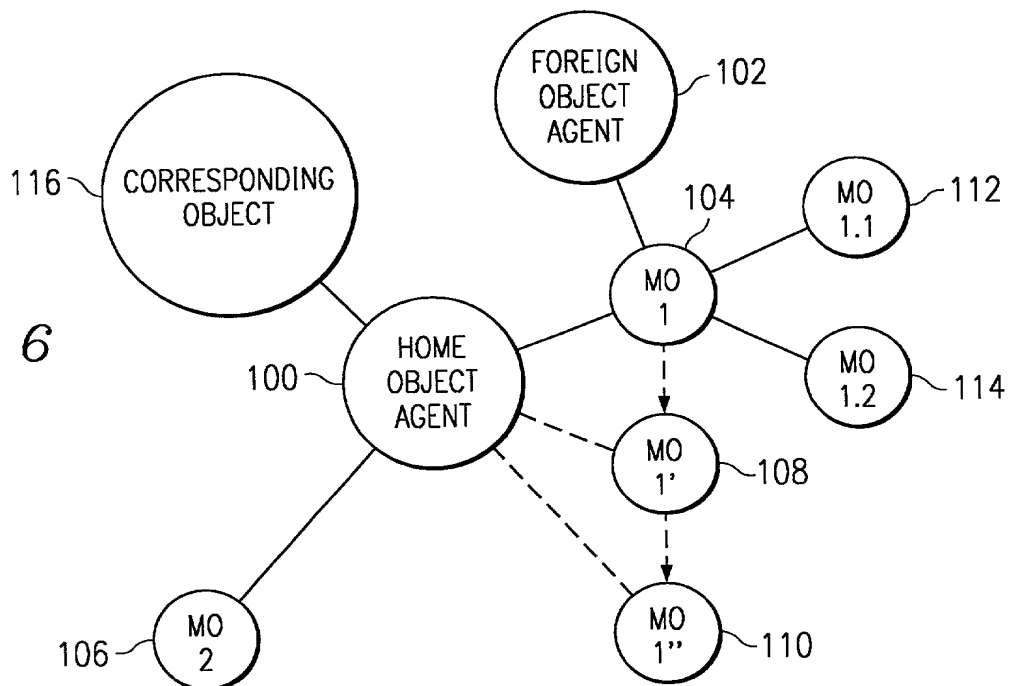 FOREIGN
OBJECT
AGENT
102
CORRESPONDING
OBJECT
116
104
MO
1.1
112
MO
1
6
HOME
OBJECT
AGENT
100
MO
1.2
114
MO
1'
108
MO
2
106
MO
1''
110